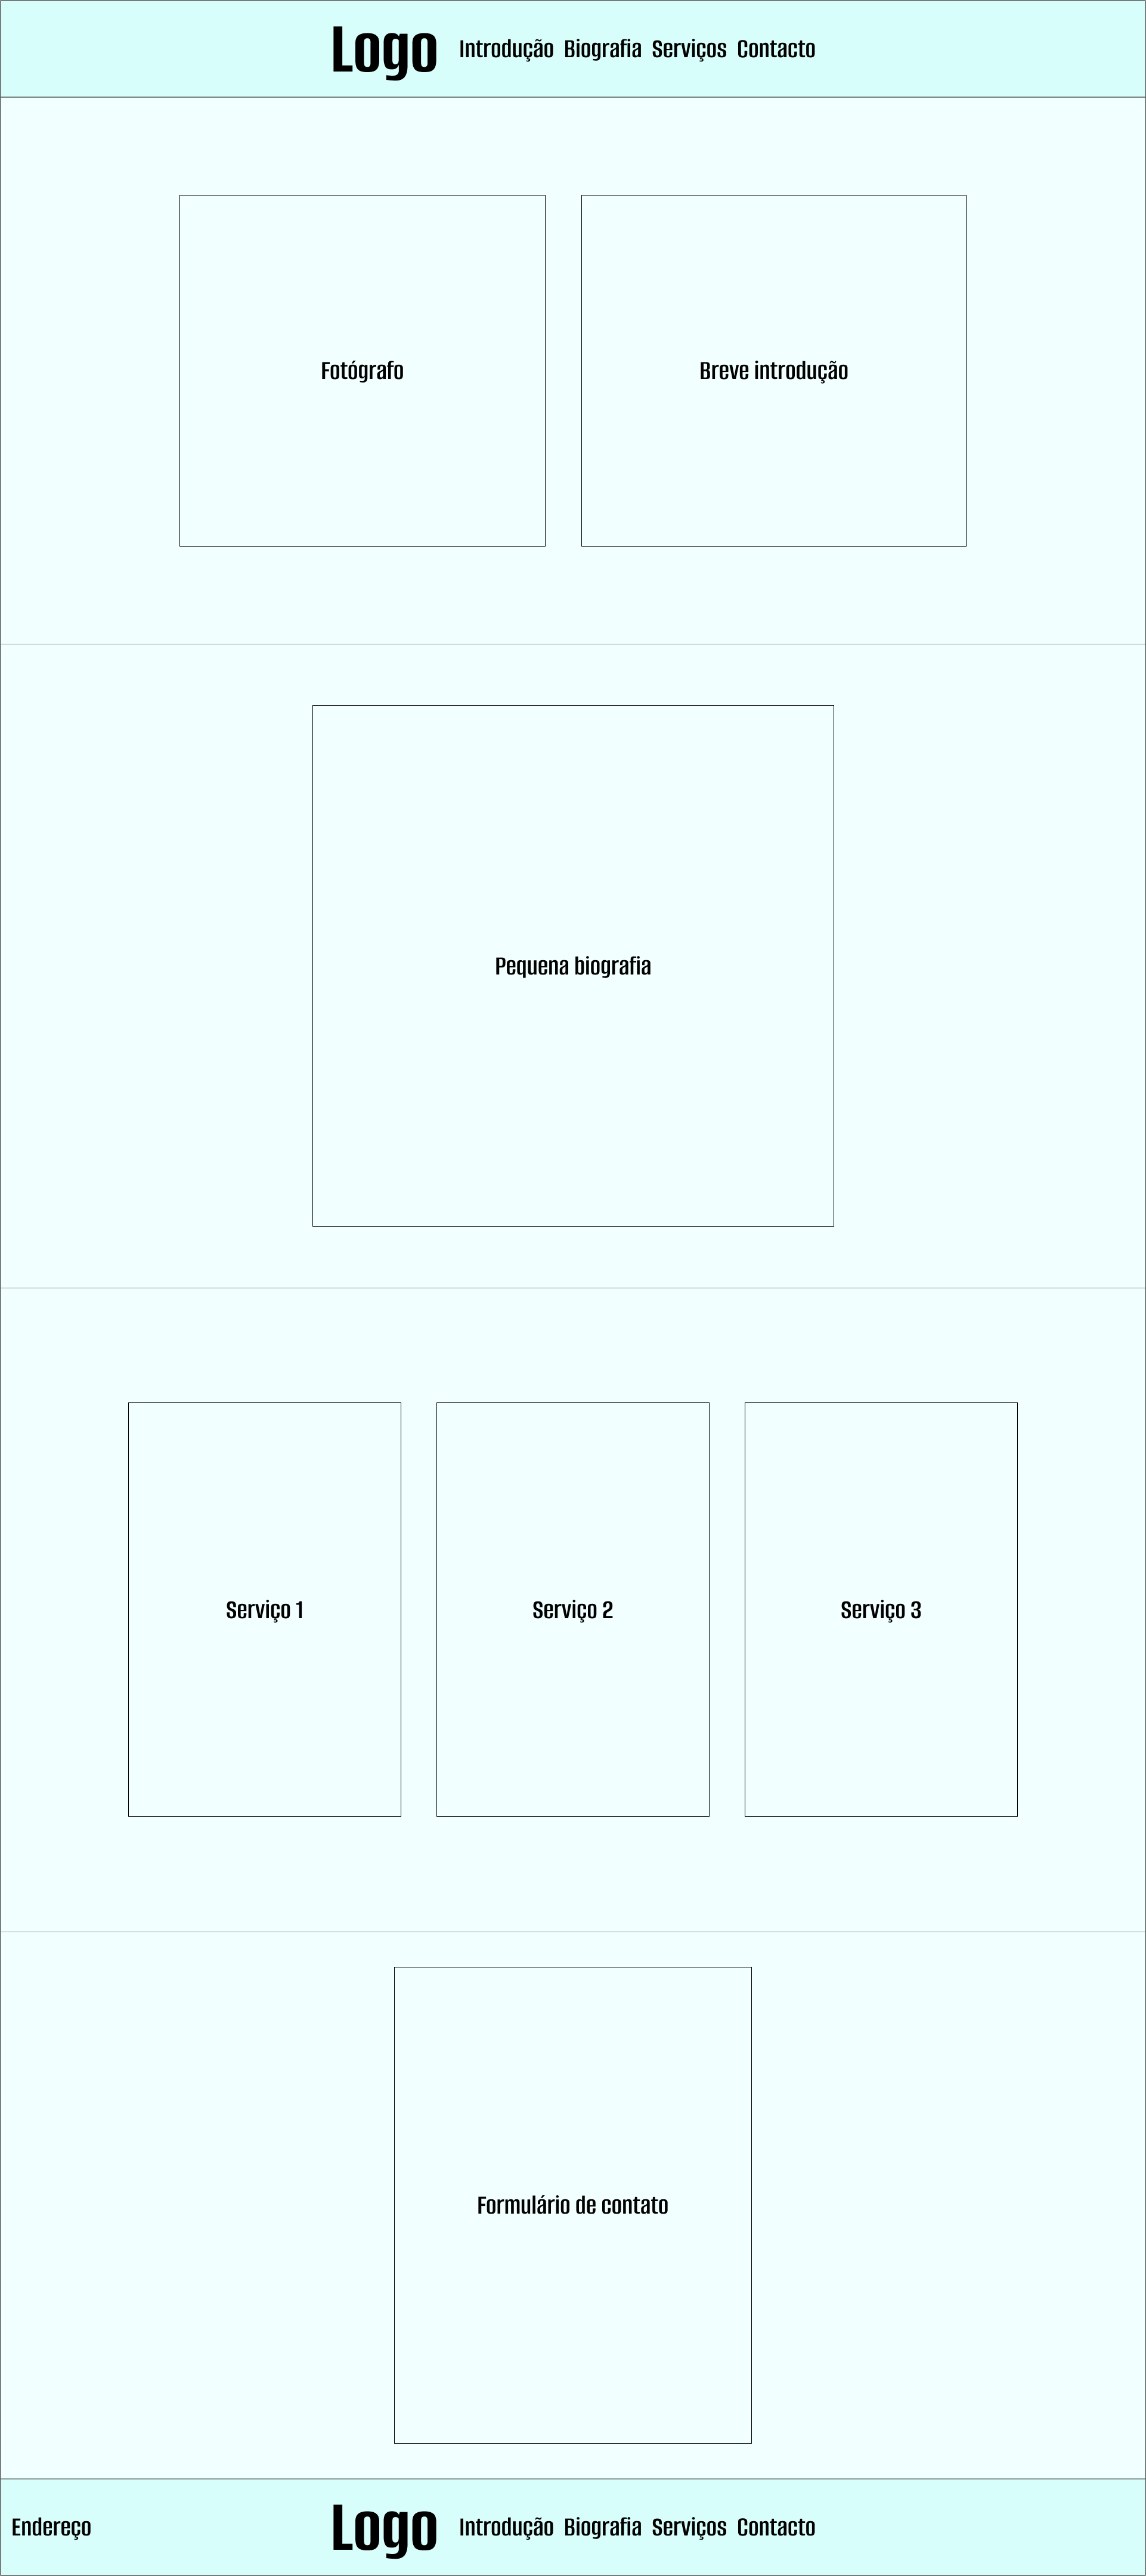 Logo Introdução Biografia Serviços Contacto
Fotógrafo
Breve introdução
Pequena biografia
Serviço 1
Serviço 2
Serviço 3
Formulário de contato
Endereço
Logo Introdução Biografia Serviços Contacto